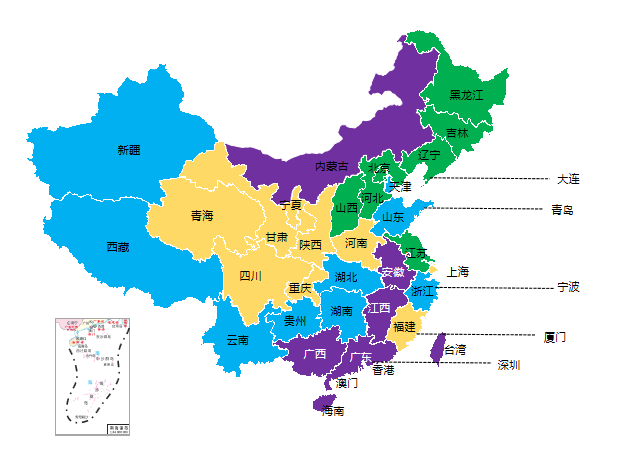 黑龙江
吉林
辽宁
新疆
内蒙古
北京
天津
大连
河北
宁夏
山西
青岛
青海
山东
甘肃
陕西
河南
西藏
江苏
四川
湖北
安徽
上海
重庆
浙江
宁波
江西
湖南
贵州
福建
云南
厦门
台湾
广西
广东
深圳
香港
澳门
海南